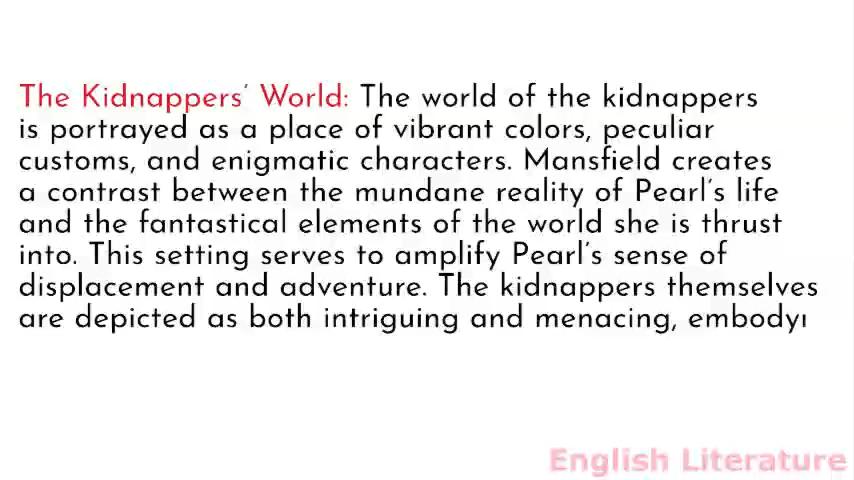 The Kidnappers' World: The world of the kidnappers
is portrayed as a place of vibrant colors, peculiar
customs, and enigmatic characters. Mansfield creates
a contrast between the mundane reality of Pearl's life
and the fantastical elements of the world she is thrust
into. This setting serves to amplify Pearl's sense of
displacement and adventure. The kidnappers themselves
are depicted as both intriguing and menacing, embodyı
English Literature